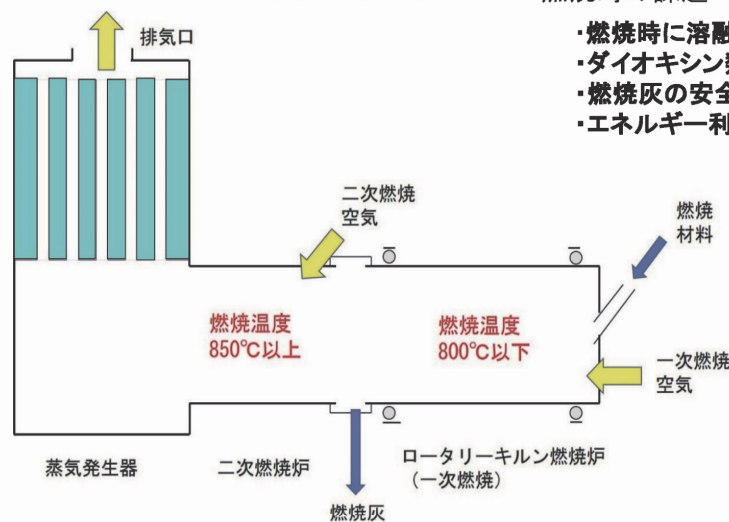 ・燃焼時に溶融
・ダイオキシン
・燃焼灰の安全
・エネルギー利
排気口
二次燃焼
空気
燃焼
材料
燃焼温度
850℃以上
燃焼温度
800℃以下
一次燃焼
空気
蒸気発生器
二次燃焼炉
ロータリーキルン燃焼炉
（一次燃焼）
燃焼灰